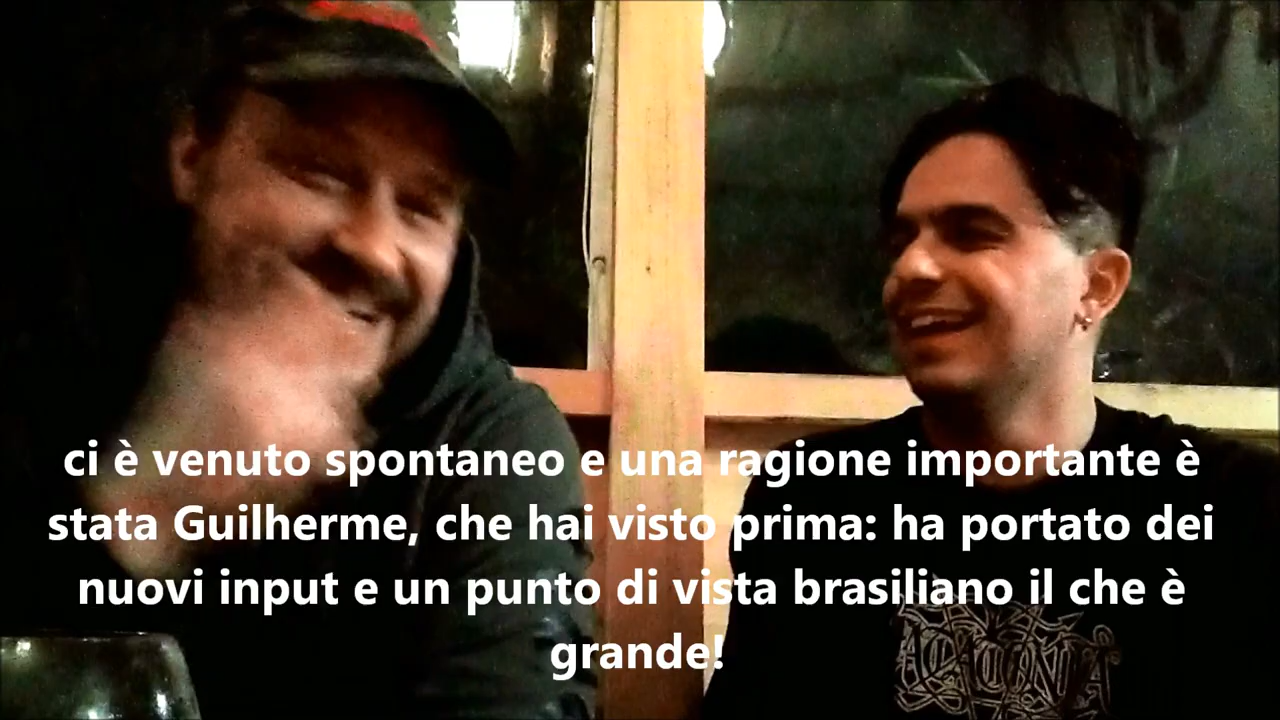 ci è venuto spontaneo e una ragione importante è
stata Guilherme, che hai visto prima: ha portato dei
nuovi input e un punto di vista brasiliano il che è
grande!